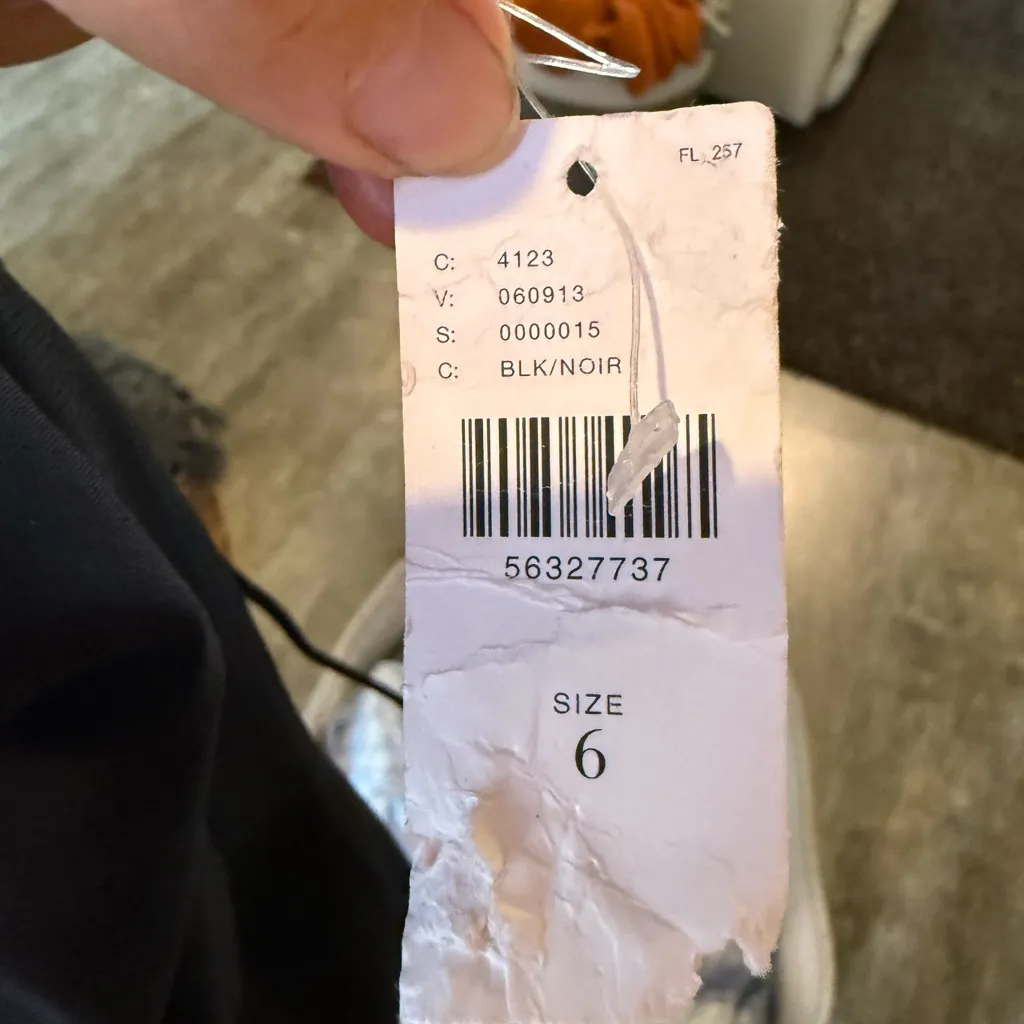 FL 257
C: 4123
V: 060913
S: 0000015
C: BLK/NOIR
56327737
SIZE
6